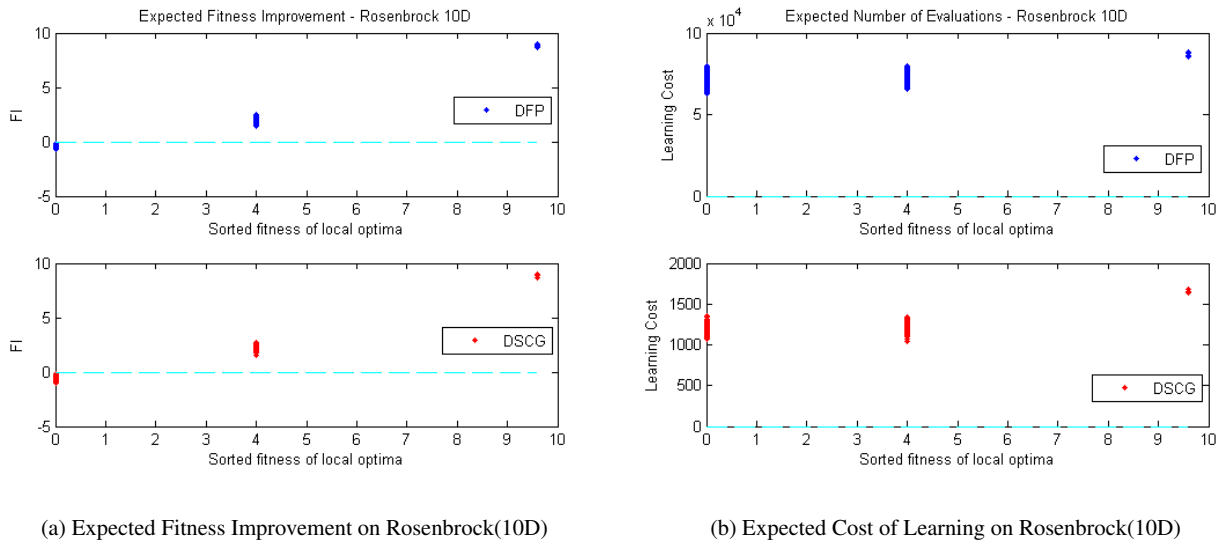 Expected Fitness Improvement - Rosenbrock 10D
10
5
0
-5
FI
DFP
0 1 2 3 4 5 6 7 8 9 10
Sorted fitness of local optima
10
5
0
-5
FI
DSCG
0 1 2 3 4 5 6 7 8 9 10
Sorted fitness of local optima
(a) Expected Fitness Improvement on Rosenbrock(10D)
x 10^4
Expected Number of Evaluations - Rosenbrock 10D
10
5
0
Learning Cost
DFP
0 1 2 3 4 5 6 7 8 9 10
Sorted fitness of local optima
2000
1500
1000
500
0
Learning Cost
DSCG
0 1 2 3 4 5 6 7 8 9 10
Sorted fitness of local optima
(b) Expected Cost of Learning on Rosenbrock(10D)